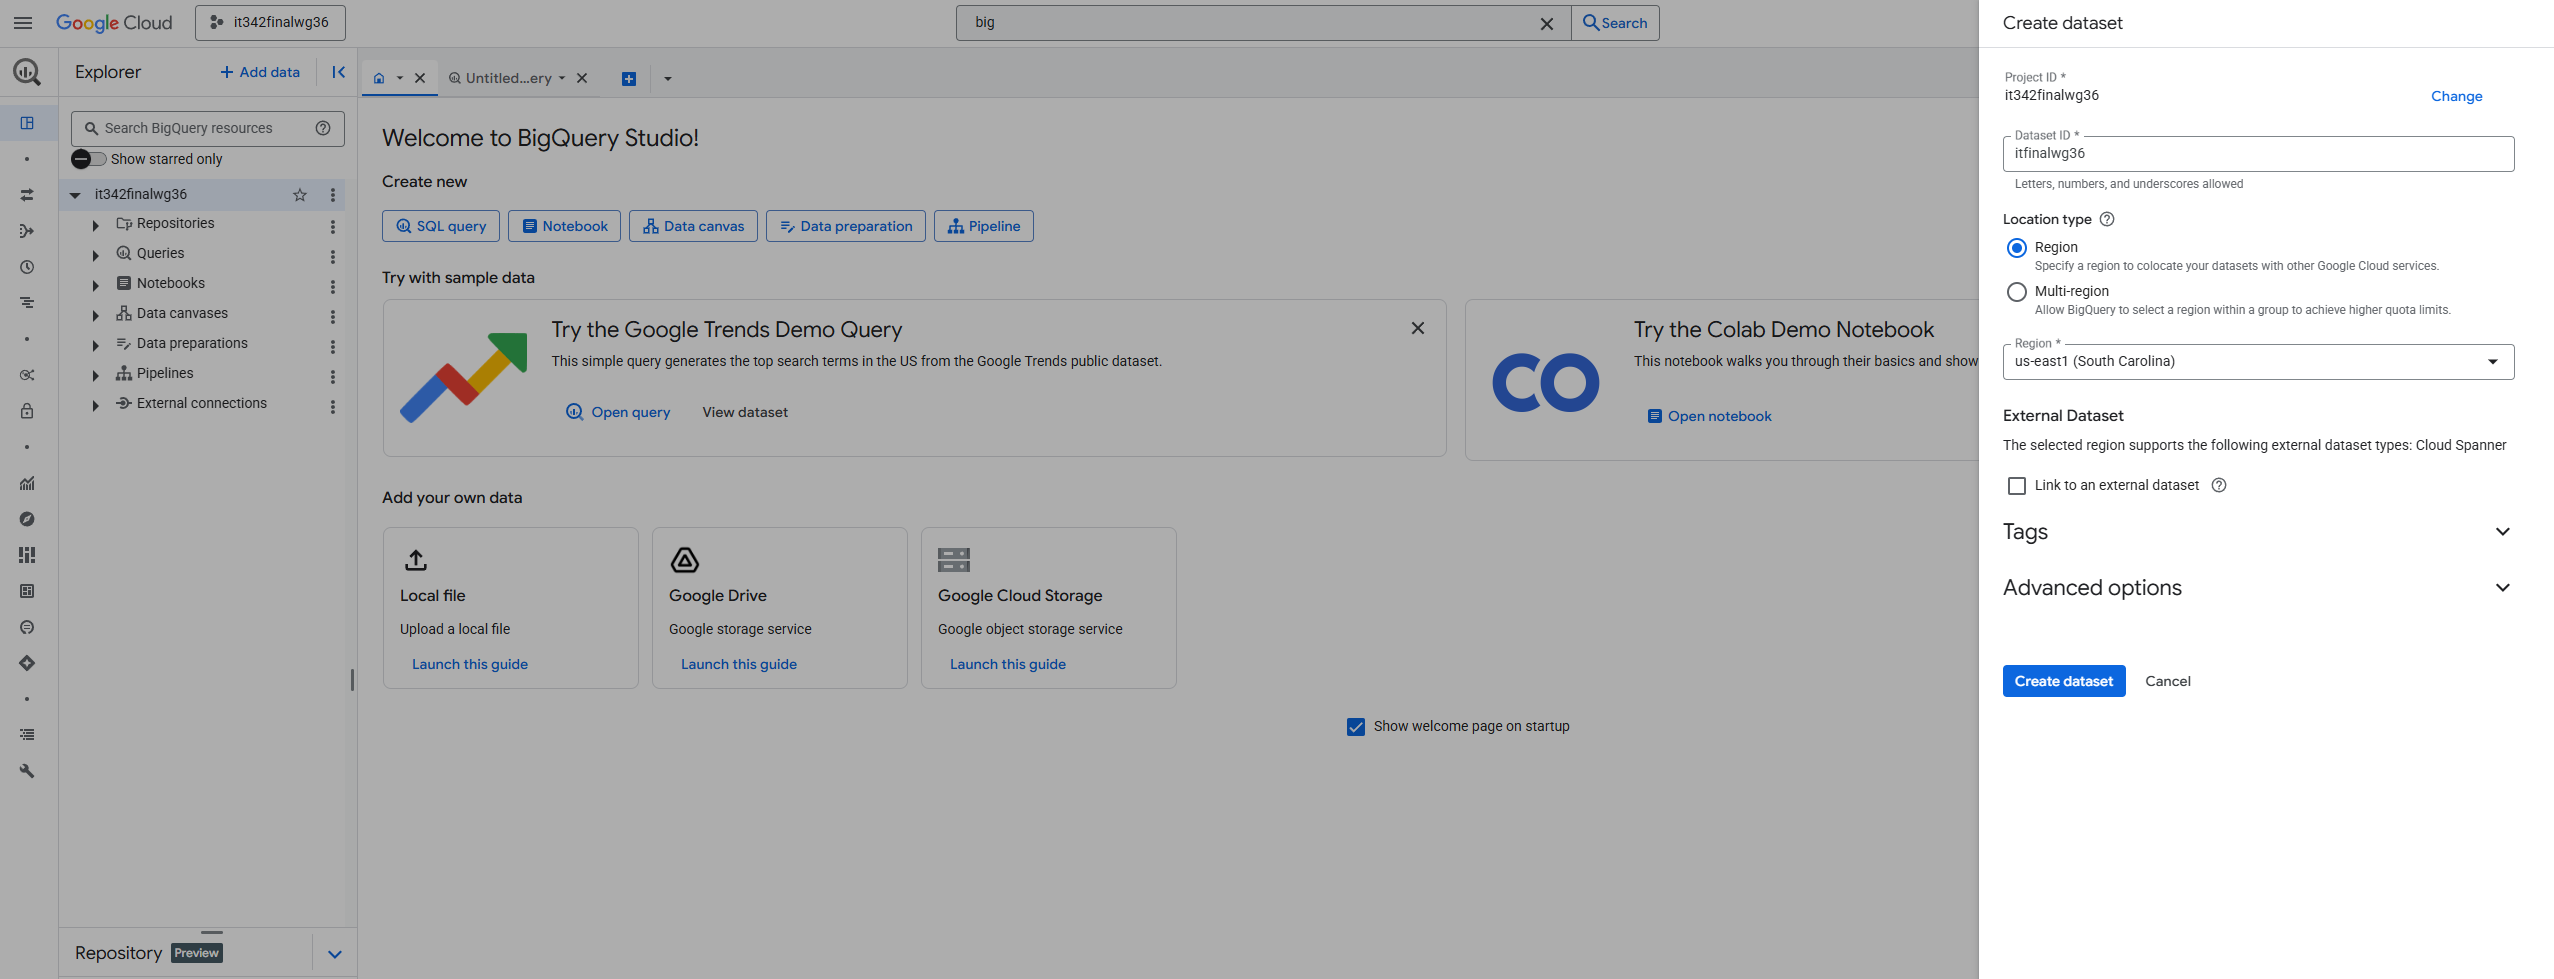 Google Cloud
it342finalwg36
big
Search
Explorer
Add data
Search BigQuery resources
Show starred only
it342finalwg36
Repositories
Queries
Notebooks
Data canvases
Data preparations
Pipelines
External connections
Repository Preview
Untitled...ery
Welcome to BigQuery Studio!
Create new
SQL query
Notebook
Data canvas
Data preparation
Pipeline
Try with sample data
Try the Google Trends Demo Query
This simple query generates the top search terms in the US from the Google Trends public dataset.
Open query
View dataset
Try the Colab Demo Notebook
This notebook walks you through their basics and show
Open notebook
Add your own data
Local file
Upload a local file
Launch this guide
Google Drive
Google storage service
Launch this guide
Google Cloud Storage
Google object storage service
Launch this guide
Show welcome page on startup
Create dataset
Project ID *
it342finalwg36
Change
Dataset ID *
itfinalwg36
Letters, numbers, and underscores allowed
Location type
Region
Specify a region to colocate your datasets with other Google Cloud services.
Multi-region
Allow BigQuery to select a region within a group to achieve higher quota limits.
Region *
us-east1 (South Carolina)
External Dataset
The selected region supports the following external dataset types: Cloud Spanner
Link to an external dataset
Tags
Advanced options
Create dataset
Cancel